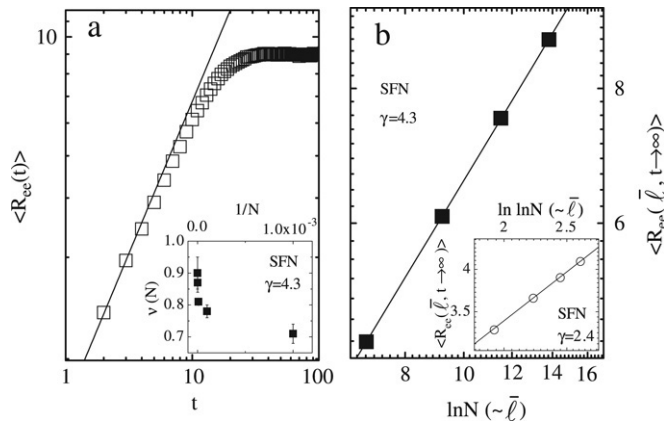 10
a
<R_ee(t)>
1/N
0.0 1.0x10^-3
1.0
0.9
0.8
0.7
0.6
ν (N)
SFN
γ=4.3
1 10 100
t
b
SFN
γ=4.3
8
6
<R_ee(ℓ̄, t→∞)>
ln lnN (~ℓ̄)
2 2.5
4
3.5
<R_ee(ℓ̄, t→∞)>
SFN
γ=2.4
8 10 12 14 16
lnN (~ℓ̄)